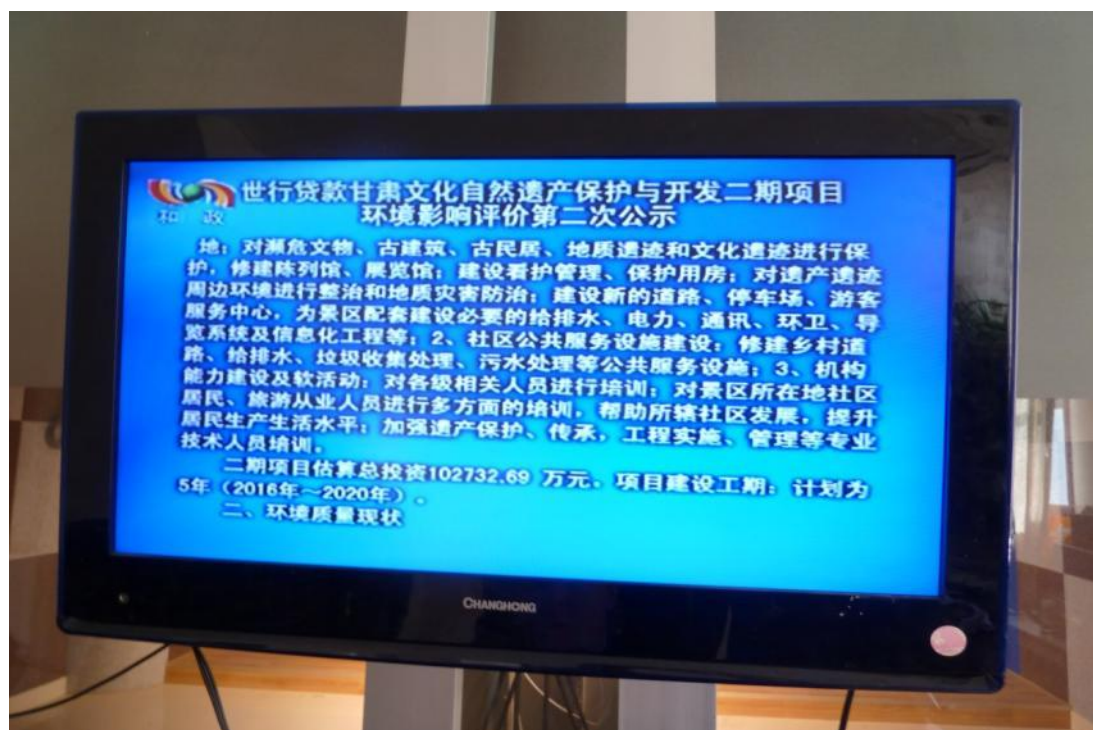 世行贷款甘肃文化自然遗产保护与开发二期项目
环境影响评价第二次公示
和 政
地；对濒危文物、古建筑、古民居、地质遗迹和文化遗迹进行保
护，修建陈列馆、展览馆；建设看护管理、保护用房；对遗产遗迹
周边环境进行整治和地质灾害防治；建设新的道路、停车场、游客
服务中心，为景区配套建设必要的给排水、电力、通讯、环卫、导
览系统及信息化工程等；2、社区公共服务设施建设：修建乡村道
路、给排水、垃圾收集处理、污水处理等公共服务设施；3、机构
能力建设及软活动：对各级相关人员进行培训；对景区所在地社区
居民、旅游从业人员进行多方面的培训，帮助所辖社区发展，提升
居民生产生活水平；加强遗产保护、传承，工程实施、管理等专业
技术人员培训。
二期项目估算总投资102732.69 万元。项目建设工期：计划为
5年（2016年～2020年）。
二、环境质量现状
CHANGHONG